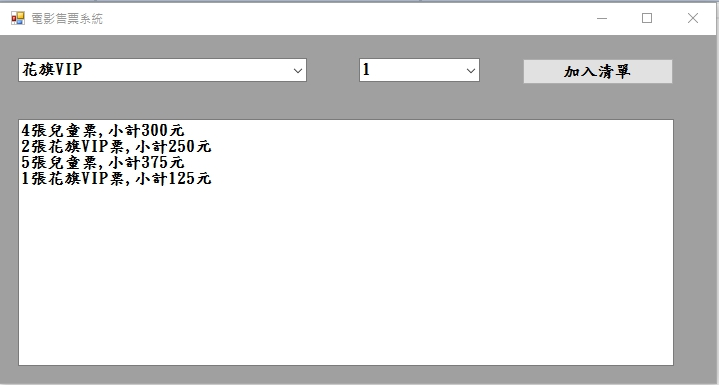 電影售票系統
花旗VIP
1
加入清單
4張兒童票,小計300元
2張花旗VIP票,小計250元
5張兒童票,小計375元
1張花旗VIP票,小計125元